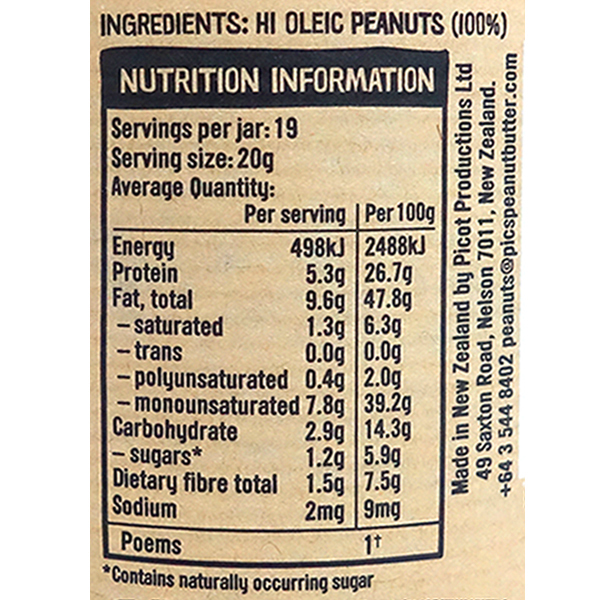 INGREDIENTS: HI OLEIC PEANUTS (100%)
NUTRITION INFORMATION
Servings per jar: 19
Serving size: 20g
Average Quantity:
Per serving Per 100g
Energy 498kJ 2488kJ
Protein 5.3g 26.7g
Fat, total 9.6g 47.8g
– saturated 1.3g 6.3g
– trans 0.0g 0.0g
– polyunsaturated 0.4g 2.0g
– monounsaturated 7.8g 39.2g
Carbohydrate 2.9g 14.3g
– sugars* 1.2g 5.9g
Dietary fibre total 1.5g 7.5g
Sodium 2mg 9mg
Poems 1†
*Contains naturally occurring sugar
Made in New Zealand by Picot Productions Ltd
49 Saxton Road, Nelson 7011, New Zealand.
+64 3 544 8402 peanuts@picspeanutbutter.com